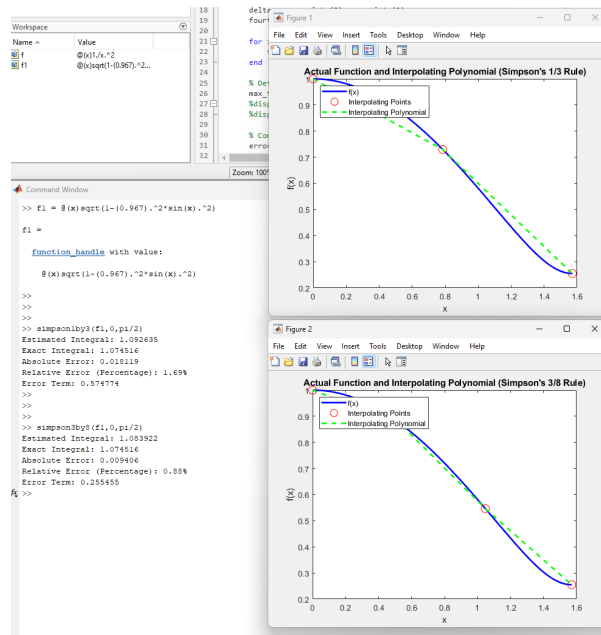 Workspace
Name Value
f @(x)1./x.^2
f1 @(x)sqrt(1-(0.967).^2...
18
19
20
21 for
22
23 end
24
25 % Det
26 max_
27 %disp
28 %disp
29
30 % Co
31 error
32
Zoom: 100%
Command Window
>> f1 = @(x)sqrt(1-(0.967).^2*sin(x).^2)
f1 =
function_handle with value:
@(x)sqrt(1-(0.967).^2*sin(x).^2)
>>
>>
>>
>> simpson1by3(f1,0,pi/2)
Estimated Integral: 1.092635
Exact Integral: 1.074516
Absolute Error: 0.018119
Relative Error (Percentage): 1.69%
Error Term: 0.574774
>>
>>
>>
>> simpson3by8(f1,0,pi/2)
Estimated Integral: 1.083922
Exact Integral: 1.074516
Absolute Error: 0.009406
Relative Error (Percentage): 0.88%
Error Term: 0.255455
fx >>
Figure 1
File Edit View Insert Tools Desktop Window Help
Actual Function and Interpolating Polynomial (Simpson's 1/3 Rule)
f(x)
Interpolating Points
Interpolating Polynomial
1
0.9
0.8
0.7
0.6
0.5
0.4
0.3
0.2
f(x)
0 0.2 0.4 0.6 0.8 1 1.2 1.4 1.6
x
Figure 2
File Edit View Insert Tools Desktop Window Help
Actual Function and Interpolating Polynomial (Simpson's 3/8 Rule)
f(x)
Interpolating Points
Interpolating Polynomial
1
0.9
0.8
0.7
0.6
0.5
0.4
0.3
0.2
f(x)
0 0.2 0.4 0.6 0.8 1 1.2 1.4 1.6
x